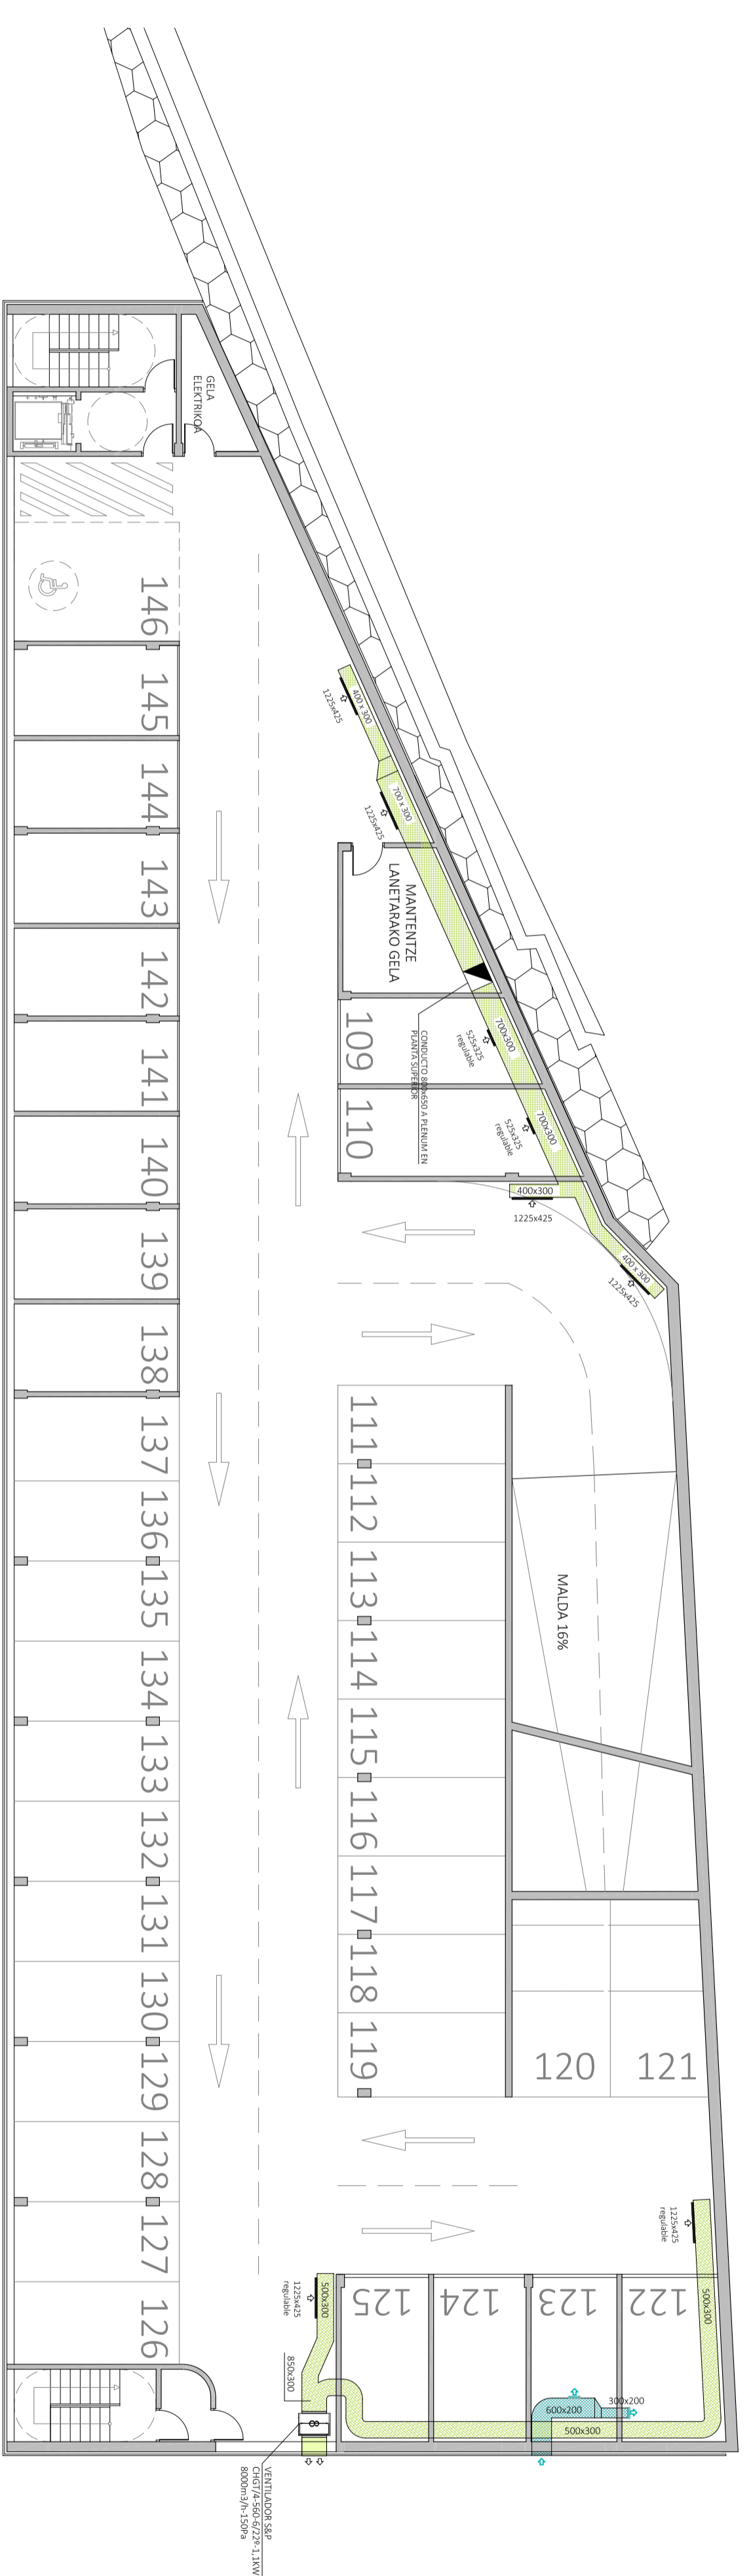 GELA
ELEKTRIKOA
146
145
144
143
142
141
140
139
138
137
136
135
134
133
132
131
130
129
128
127
126
400 x 300
1225x425
700 x 300
1225x425
MANTENTZE
LANETARAKO GELA
CONDUCTO 800x650 A PLENUM EN
PLANTA SUPERIOR
109
110
700x300
525x325
regulable
700x300
525x325
regulable
400x300
1225x425
400 x 300
1225x425
111
112
113
114
115
116
117
118
119
MALDA 16%
120
121
1225x425
regulable
500x300
122
123
124
125
500x300
1225x425
regulable
850x300
8
600x200
300x200
500x300
VENTILADOR S&P
CHGT/4-560-6/22º-1,1KW
8000m3/h-150Pa